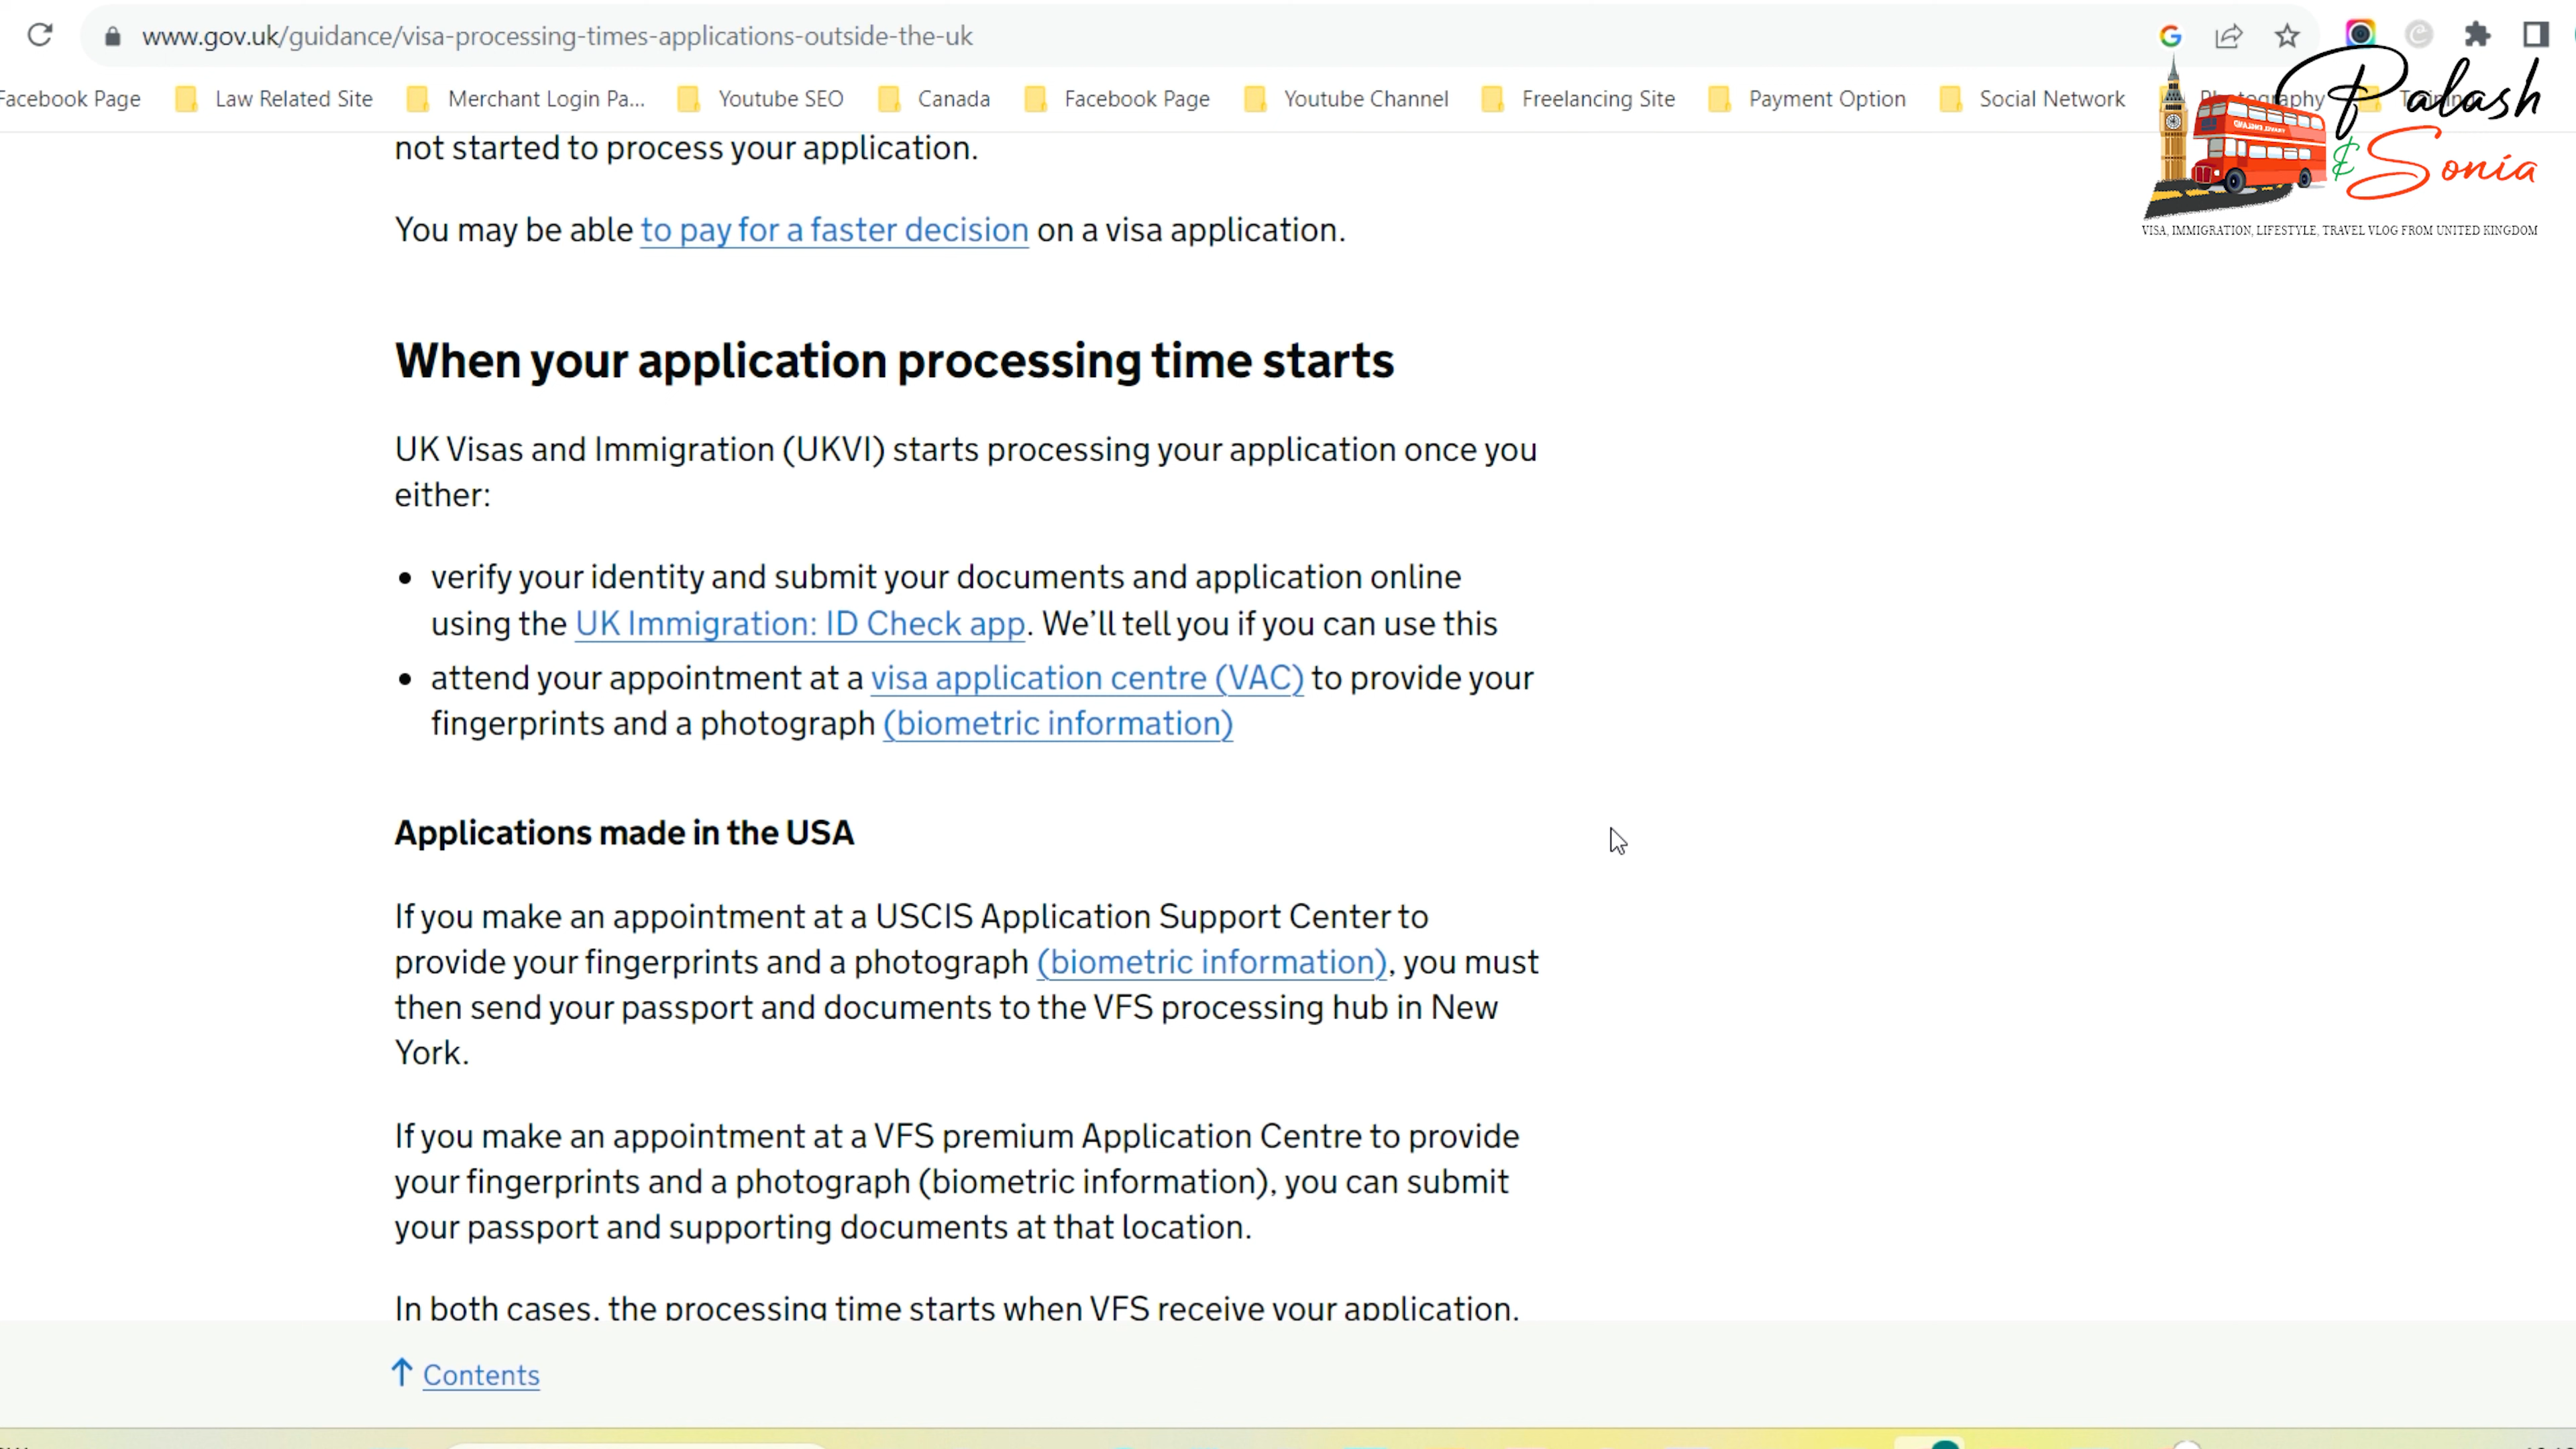 www.gov.uk/guidance/visa-processing-times-applications-outside-the-uk
Facebook Page Law Related Site Merchant Login Pa... Youtube SEO Canada Facebook Page Youtube Channel Freelancing Site Payment Option Social Network Photography Training
Palash
& Sonia
VISA, IMMIGRATION, LIFESTYLE, TRAVEL VLOG FROM UNITED KINGDOM
not started to process your application.
You may be able to pay for a faster decision on a visa application.
When your application processing time starts
UK Visas and Immigration (UKVI) starts processing your application once you
either:
• verify your identity and submit your documents and application online
using the UK Immigration: ID Check app. We’ll tell you if you can use this
• attend your appointment at a visa application centre (VAC) to provide your
fingerprints and a photograph (biometric information)
Applications made in the USA
If you make an appointment at a USCIS Application Support Center to
provide your fingerprints and a photograph (biometric information), you must
then send your passport and documents to the VFS processing hub in New
York.
If you make an appointment at a VFS premium Application Centre to provide
your fingerprints and a photograph (biometric information), you can submit
your passport and supporting documents at that location.
In both cases, the processing time starts when VFS receive your application.
↑ Contents